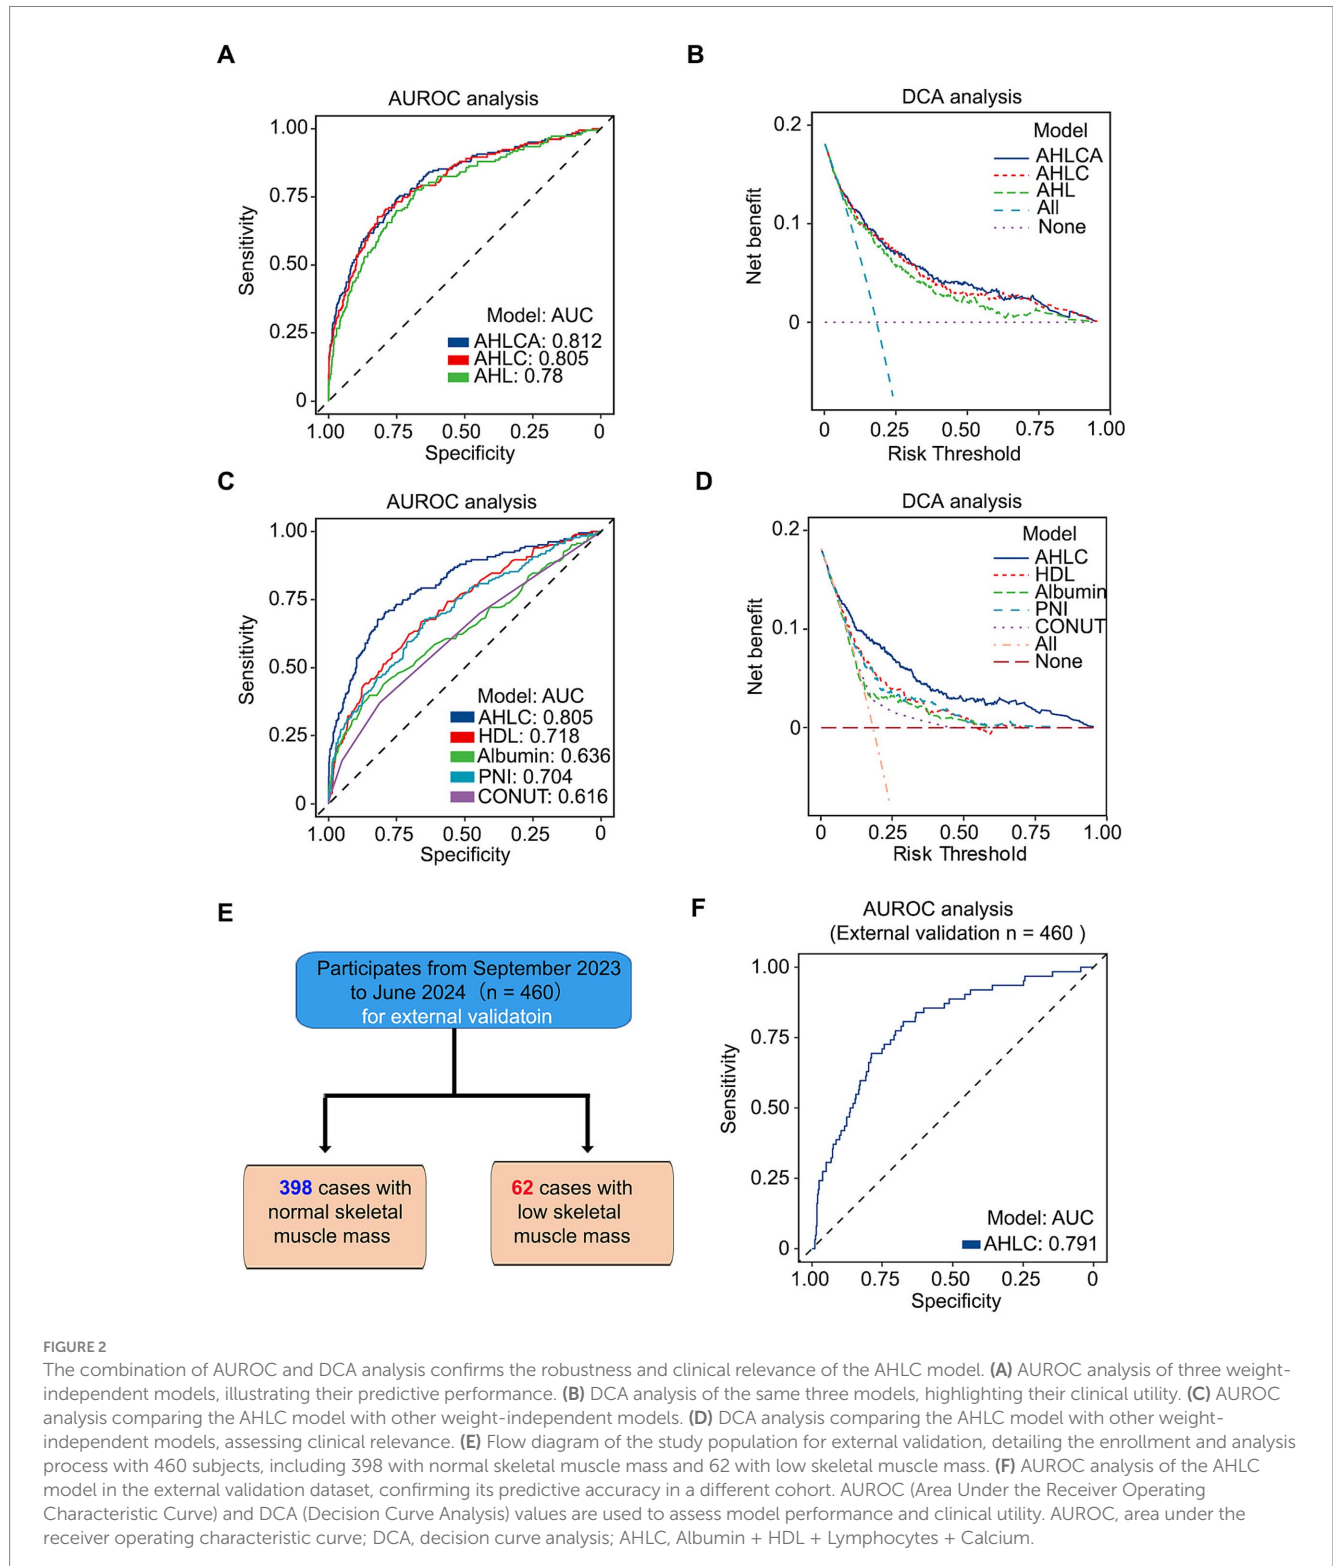 A
AUROC analysis
1.00
0.75
0.50
0.25
0
Sensitivity
Model: AUC
AHLCA: 0.812
AHLC: 0.805
AHL: 0.78
1.00 0.75 0.50 0.25 0
Specificity
B
DCA analysis
0.2
0.1
0
Net benefit
Model
AHLCA
AHLC
AHL
All
None
0 0.25 0.50 0.75 1.00
Risk Threshold
C
AUROC analysis
1.00
0.75
0.50
0.25
0
Sensitivity
Model: AUC
AHLC: 0.805
HDL: 0.718
Albumin: 0.636
PNI: 0.704
CONUT: 0.616
1.00 0.75 0.50 0.25 0
Specificity
D
DCA analysis
0.2
0.1
0
Net benefit
Model
AHLC
HDL
Albumin
PNI
CONUT
All
None
0 0.25 0.50 0.75 1.00
Risk Threshold
E
Participates from September 2023
to June 2024（n = 460）
for external validatoin
398 cases with
normal skeletal
muscle mass
62 cases with
low skeletal
muscle mass
F
AUROC analysis
(External validation n = 460 )
1.00
0.75
0.50
0.25
0
Sensitivity
Model: AUC
AHLC: 0.791
1.00 0.75 0.50 0.25 0
Specificity
FIGURE 2
The combination of AUROC and DCA analysis confirms the robustness and clinical relevance of the AHLC model. (A) AUROC analysis of three weight-
independent models, illustrating their predictive performance. (B) DCA analysis of the same three models, highlighting their clinical utility. (C) AUROC
analysis comparing the AHLC model with other weight-independent models. (D) DCA analysis comparing the AHLC model with other weight-
independent models, assessing clinical relevance. (E) Flow diagram of the study population for external validation, detailing the enrollment and analysis
process with 460 subjects, including 398 with normal skeletal muscle mass and 62 with low skeletal muscle mass. (F) AUROC analysis of the AHLC
model in the external validation dataset, confirming its predictive accuracy in a different cohort. AUROC (Area Under the Receiver Operating
Characteristic Curve) and DCA (Decision Curve Analysis) values are used to assess model performance and clinical utility. AUROC, area under the
receiver operating characteristic curve; DCA, decision curve analysis; AHLC, Albumin + HDL + Lymphocytes + Calcium.